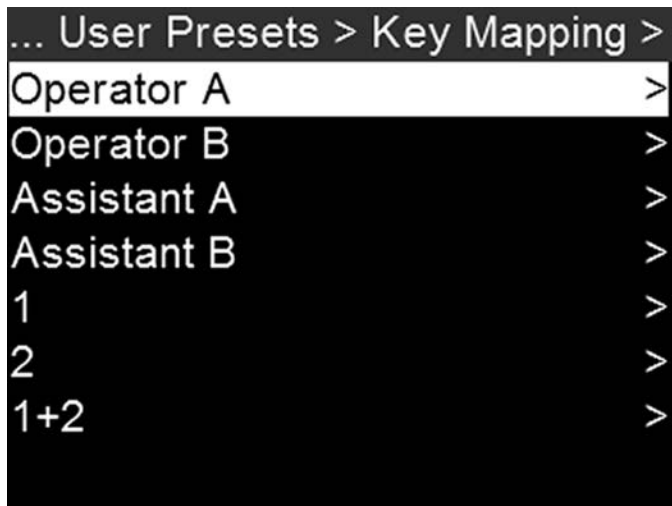 ... User Presets > Key Mapping >
Operator A >
Operator B >
Assistant A >
Assistant B >
1 >
2 >
1+2 >